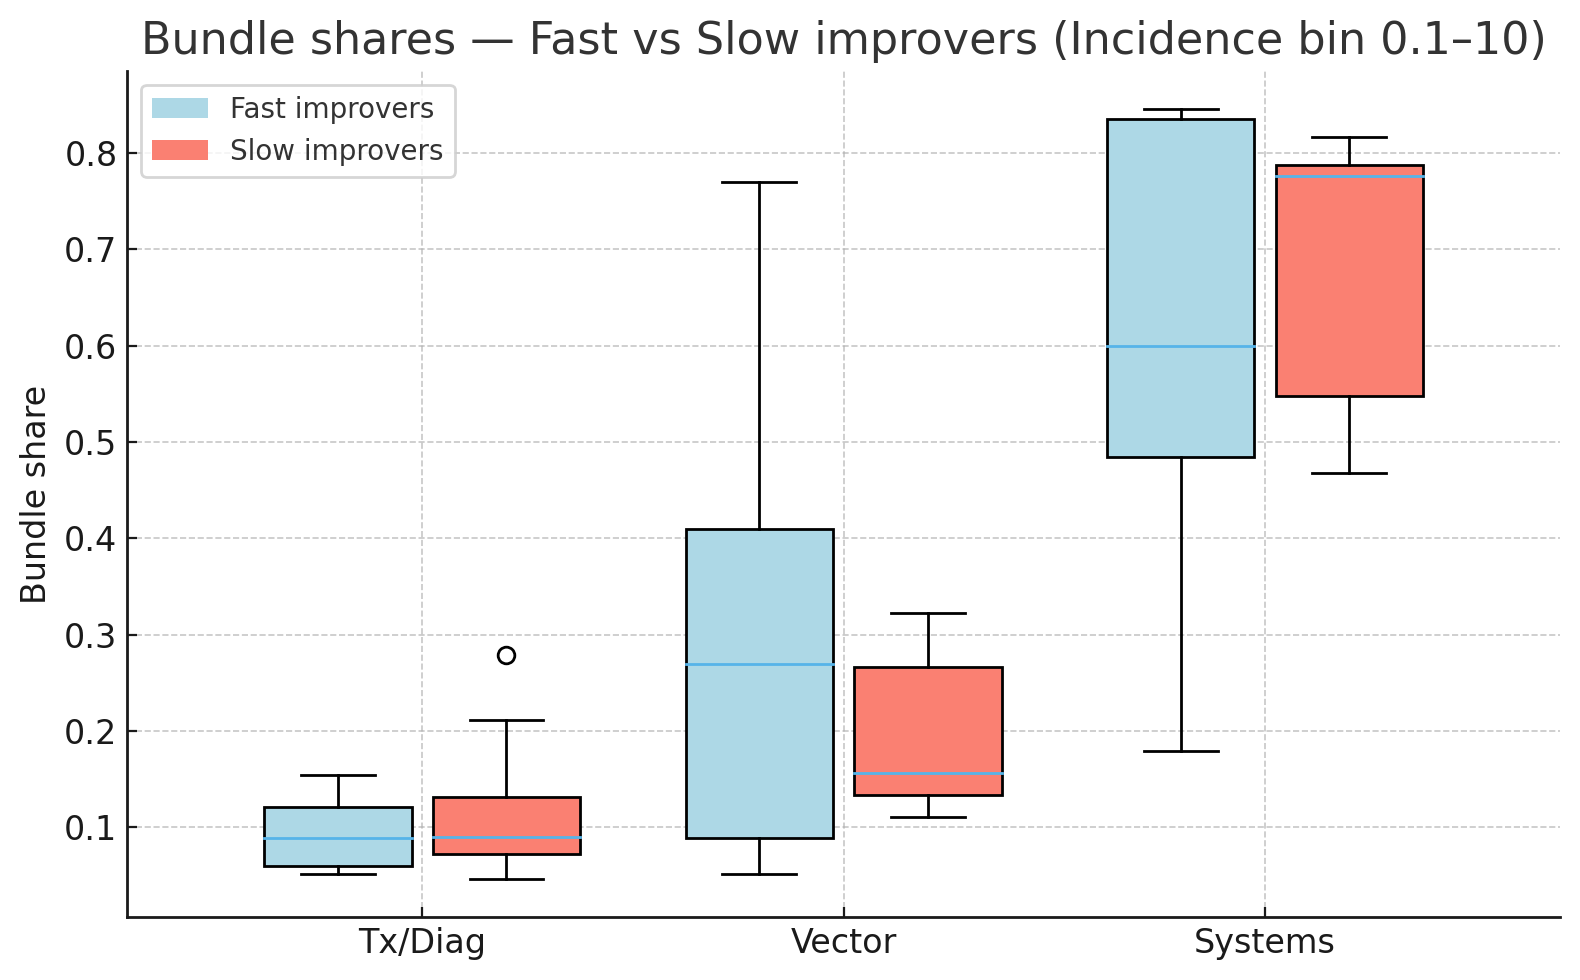 Bundle shares — Fast vs Slow improvers (Incidence bin 0.1–10)
Fast improvers
Slow improvers
Bundle share
0.8
0.7
0.6
0.5
0.4
0.3
0.2
0.1
Tx/Diag
Vector
Systems